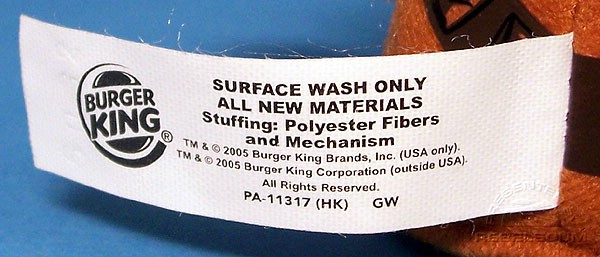 BURGER
KING®
SURFACE WASH ONLY
ALL NEW MATERIALS
Stuffing: Polyester Fibers
and Mechanism
TM & © 2005 Burger King Brands, Inc. (USA only).
TM & © 2005 Burger King Corporation (outside USA).
All Rights Reserved.
PA-11317 (HK) GW